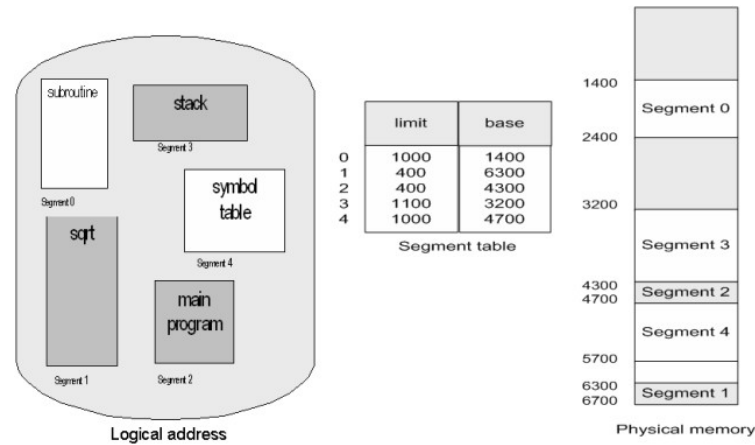 subroutine
Segment 0
stack
Segment 3
symbol
table
Segment 4
sqrt
Segment 1
main
program
Segment 2
Logical address
limit base
0 1000 1400
1 400 6300
2 400 4300
3 1100 3200
4 1000 4700
Segment table
1400
Segment 0
2400
3200
Segment 3
4300
Segment 2
4700
Segment 4
5700
6300
Segment 1
6700
Physical memory